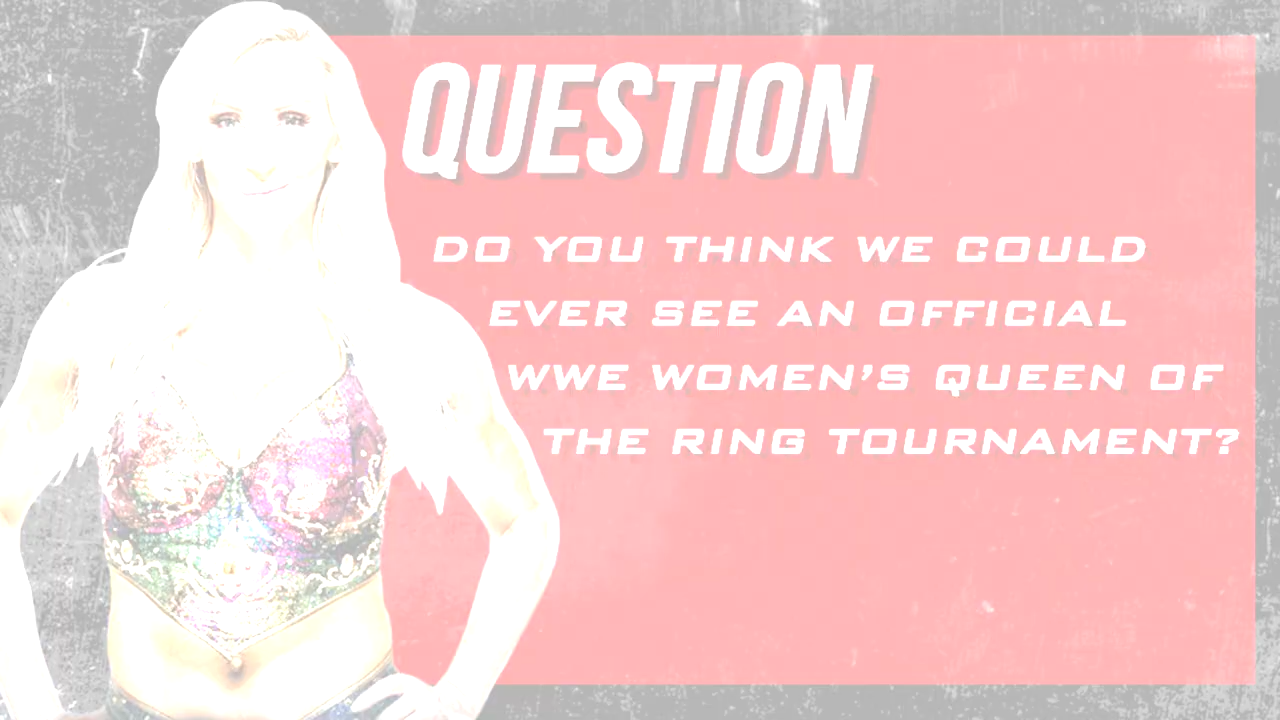 QUESTION
DO YOU THINK WE COULD
EVER SEE AN OFFICIAL
WWE WOMEN'S QUEEN OF
THE RING TOURNAMENT?